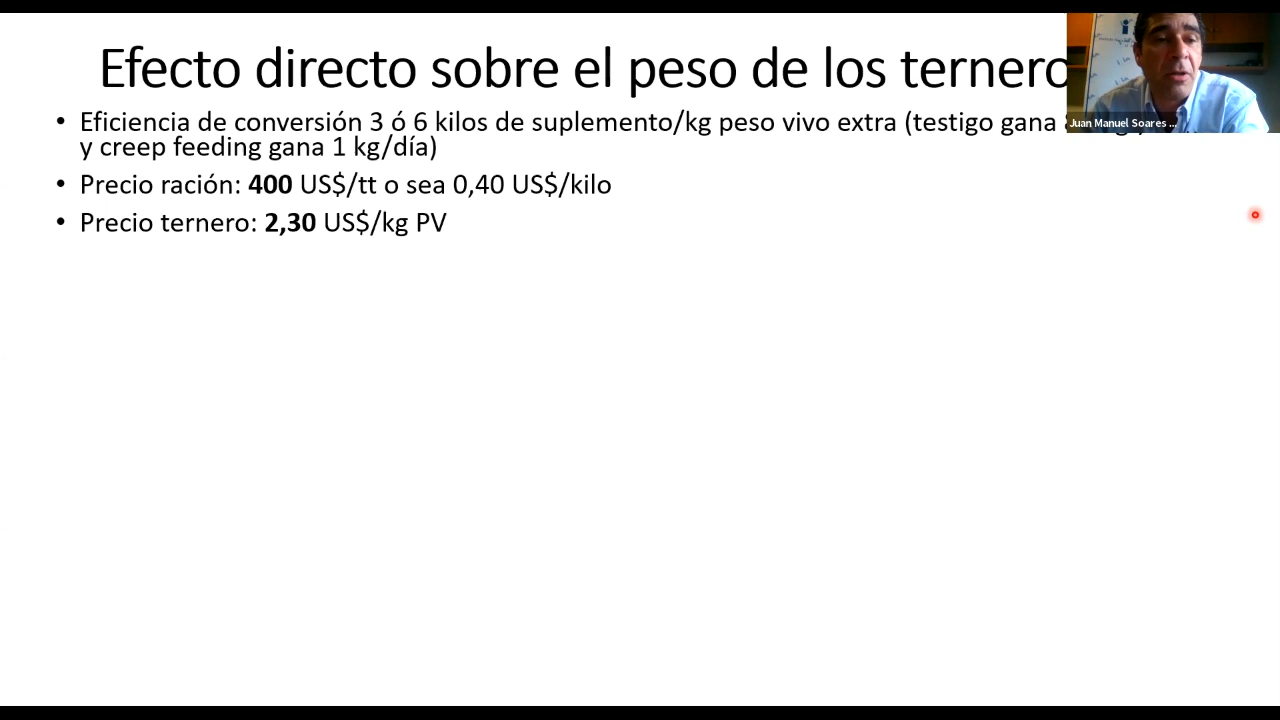 Efecto directo sobre el peso de los ternero
• Eficiencia de conversión 3 ó 6 kilos de suplemento/kg peso vivo extra (testigo gana
y creep feeding gana 1 kg/día)
• Precio ración: 400 US$/tt o sea 0,40 US$/kilo
• Precio ternero: 2,30 US$/kg PV
Juan Manuel Soares ...